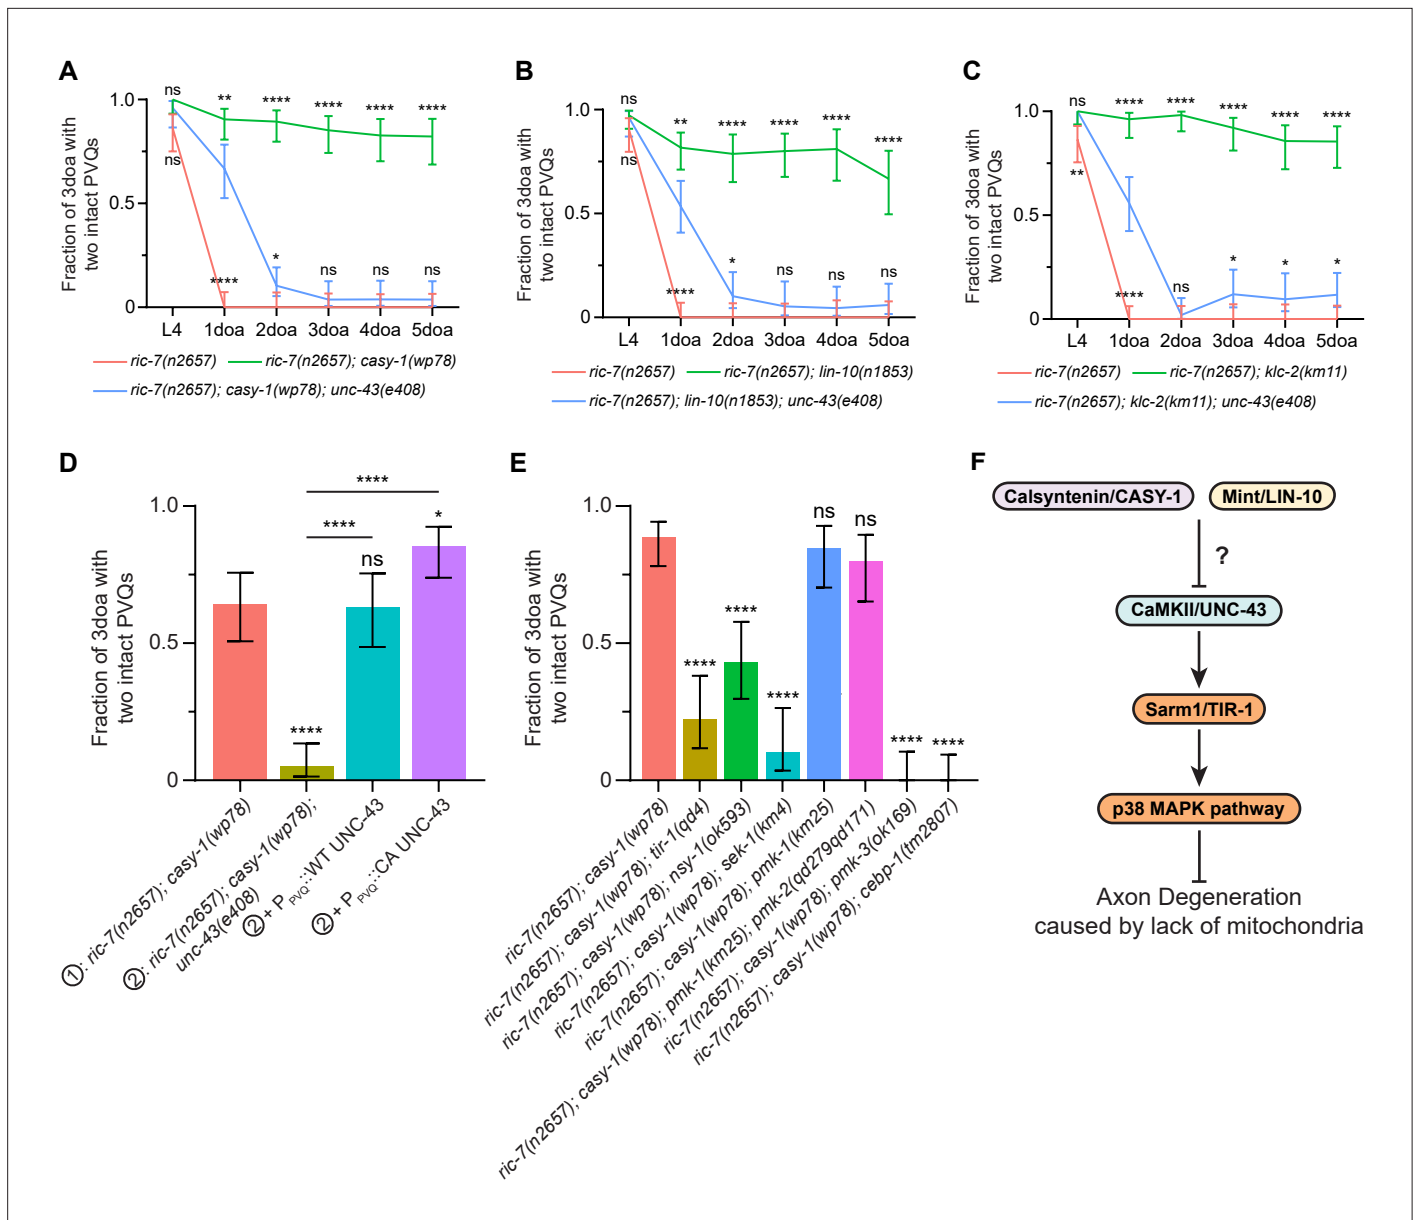 A
Fraction of 3doa with
two intact PVQs
1.0
0.5
0
ns
**
****
****
****
****
ns
****
*
ns
ns
ns
L4
1doa
2doa
3doa
4doa
5doa
ric-7(n2657)
ric-7(n2657); casy-1(wp78)
ric-7(n2657); casy-1(wp78); unc-43(e408)
B
Fraction of 3doa with
two intact PVQs
1.0
0.5
0
ns
**
****
****
****
****
ns
****
*
ns
ns
ns
L4
1doa
2doa
3doa
4doa
5doa
ric-7(n2657)
ric-7(n2657); lin-10(n1853)
ric-7(n2657); lin-10(n1853); unc-43(e408)
C
Fraction of 3doa with
two intact PVQs
1.0
0.5
0
ns
****
****
****
****
****
**
****
ns
*
*
*
L4
1doa
2doa
3doa
4doa
5doa
ric-7(n2657)
ric-7(n2657); klc-2(km11)
ric-7(n2657); klc-2(km11); unc-43(e408)
D
Fraction of 3doa with
two intact PVQs
1.0
0.5
0
****
****
****
ns
*
①: ric-7(n2657); casy-1(wp78)
②: ric-7(n2657); casy-1(wp78);
unc-43(e408)
②+ P PVQ::WT UNC-43
②+ P PVQ::CA UNC-43
E
Fraction of 3doa with
two intact PVQs
1.0
0.5
0
****
****
****
ns
ns
****
****
ric-7(n2657); casy-1(wp78)
ric-7(n2657); casy-1(wp78); tir-1(qd4)
ric-7(n2657); casy-1(wp78); nsy-1(ok593)
ric-7(n2657); casy-1(wp78); sek-1(km4)
ric-7(n2657); casy-1(wp78); pmk-1(km25)
ric-7(n2657); casy-1(wp78); pmk-1(km25); pmk-2(qd279qd171)
ric-7(n2657); casy-1(wp78); pmk-3(ok169)
ric-7(n2657); casy-1(wp78); cebp-1(tm2807)
F
Calsyntenin/CASY-1
Mint/LIN-10
?
CaMKII/UNC-43
Sarm1/TIR-1
p38 MAPK pathway
Axon Degeneration
caused by lack of mitochondria